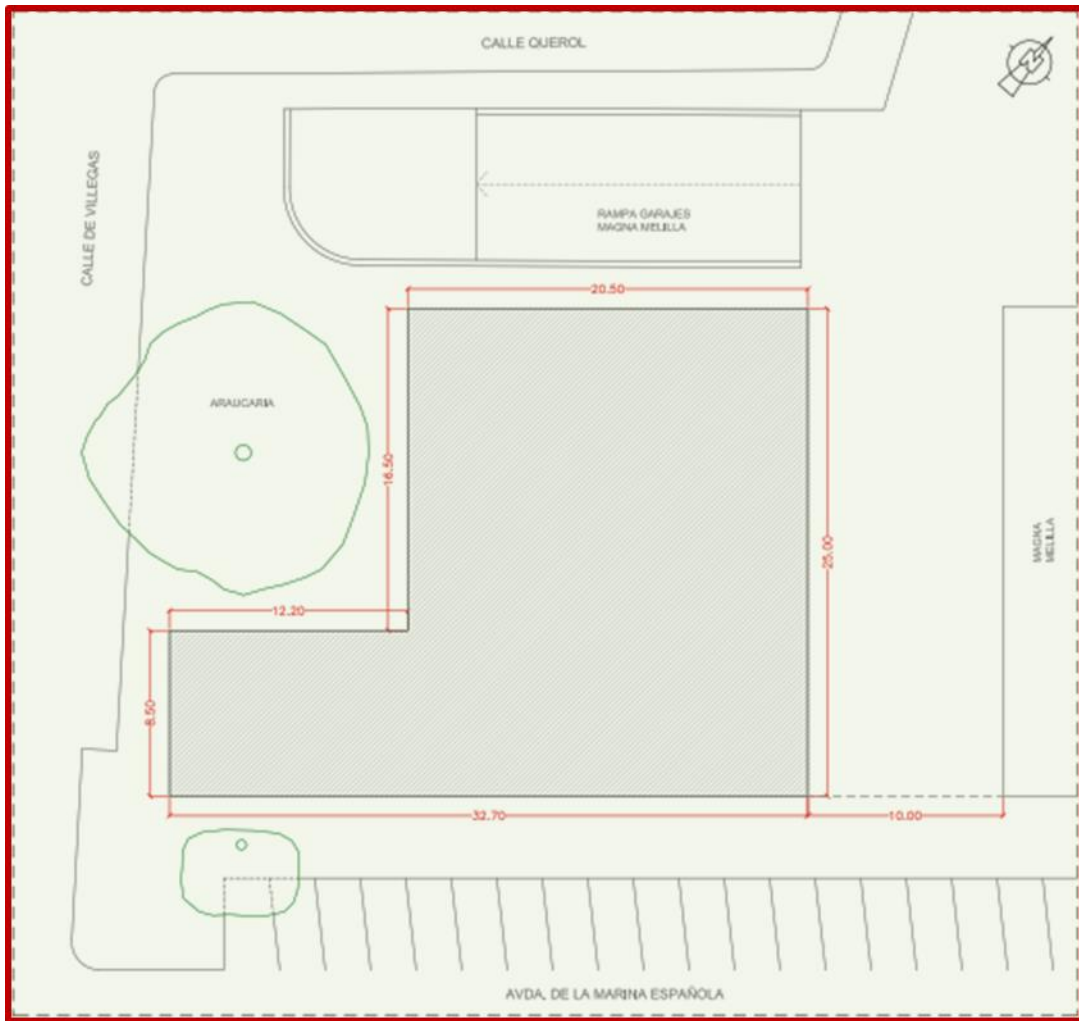 CALLE QUEROL
CALLE DE VILLEGAS
RAMPA GARAJES
MAGNA MELILLA
20.50
ARAUCARIA
16.50
25.00
MAGNA
MELILLA
12.20
8.50
32.70
10.00
AVDA. DE LA MARINA ESPAÑOLA